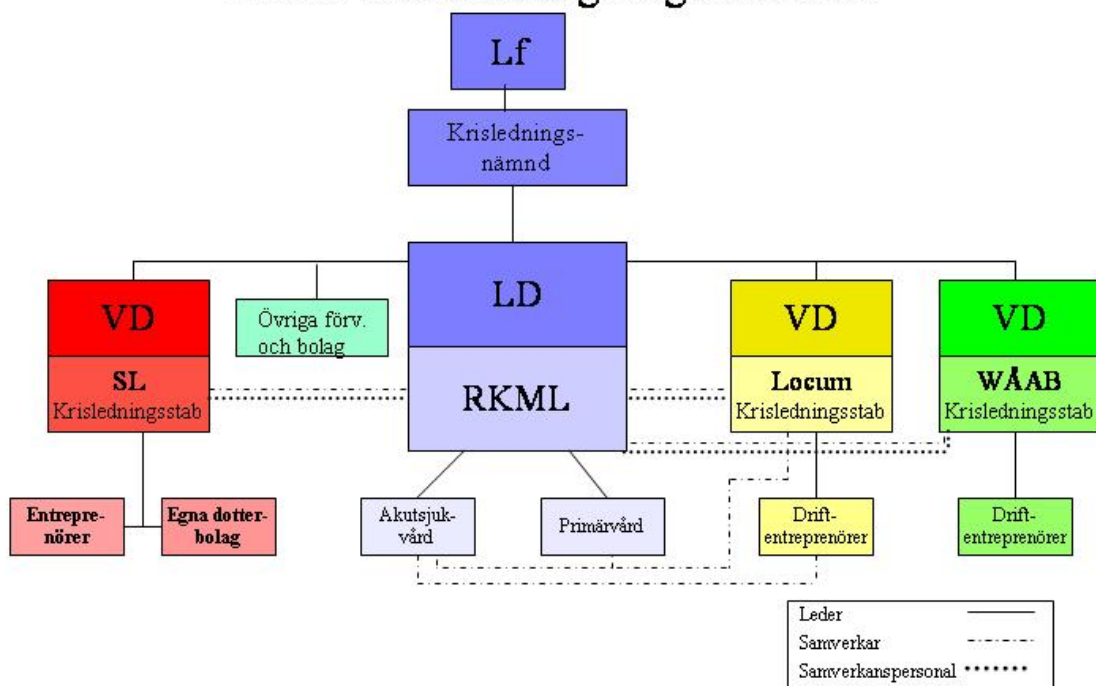 Lf
Krislednings-
nämnd
LD
RKML
VD
SL
Krisledningsstab
Övriga förv.
och bolag
VD
Locum
Krisledningsstab
VD
WÅAB
Krisledningsstab
Entrepre-
nörer
Egna dotter-
bolag
Akutsjuk-
vård
Primärvård
Drift-
entreprenörer
Drift-
entreprenörer
Leder
Samverkar
Samverkanspersonal